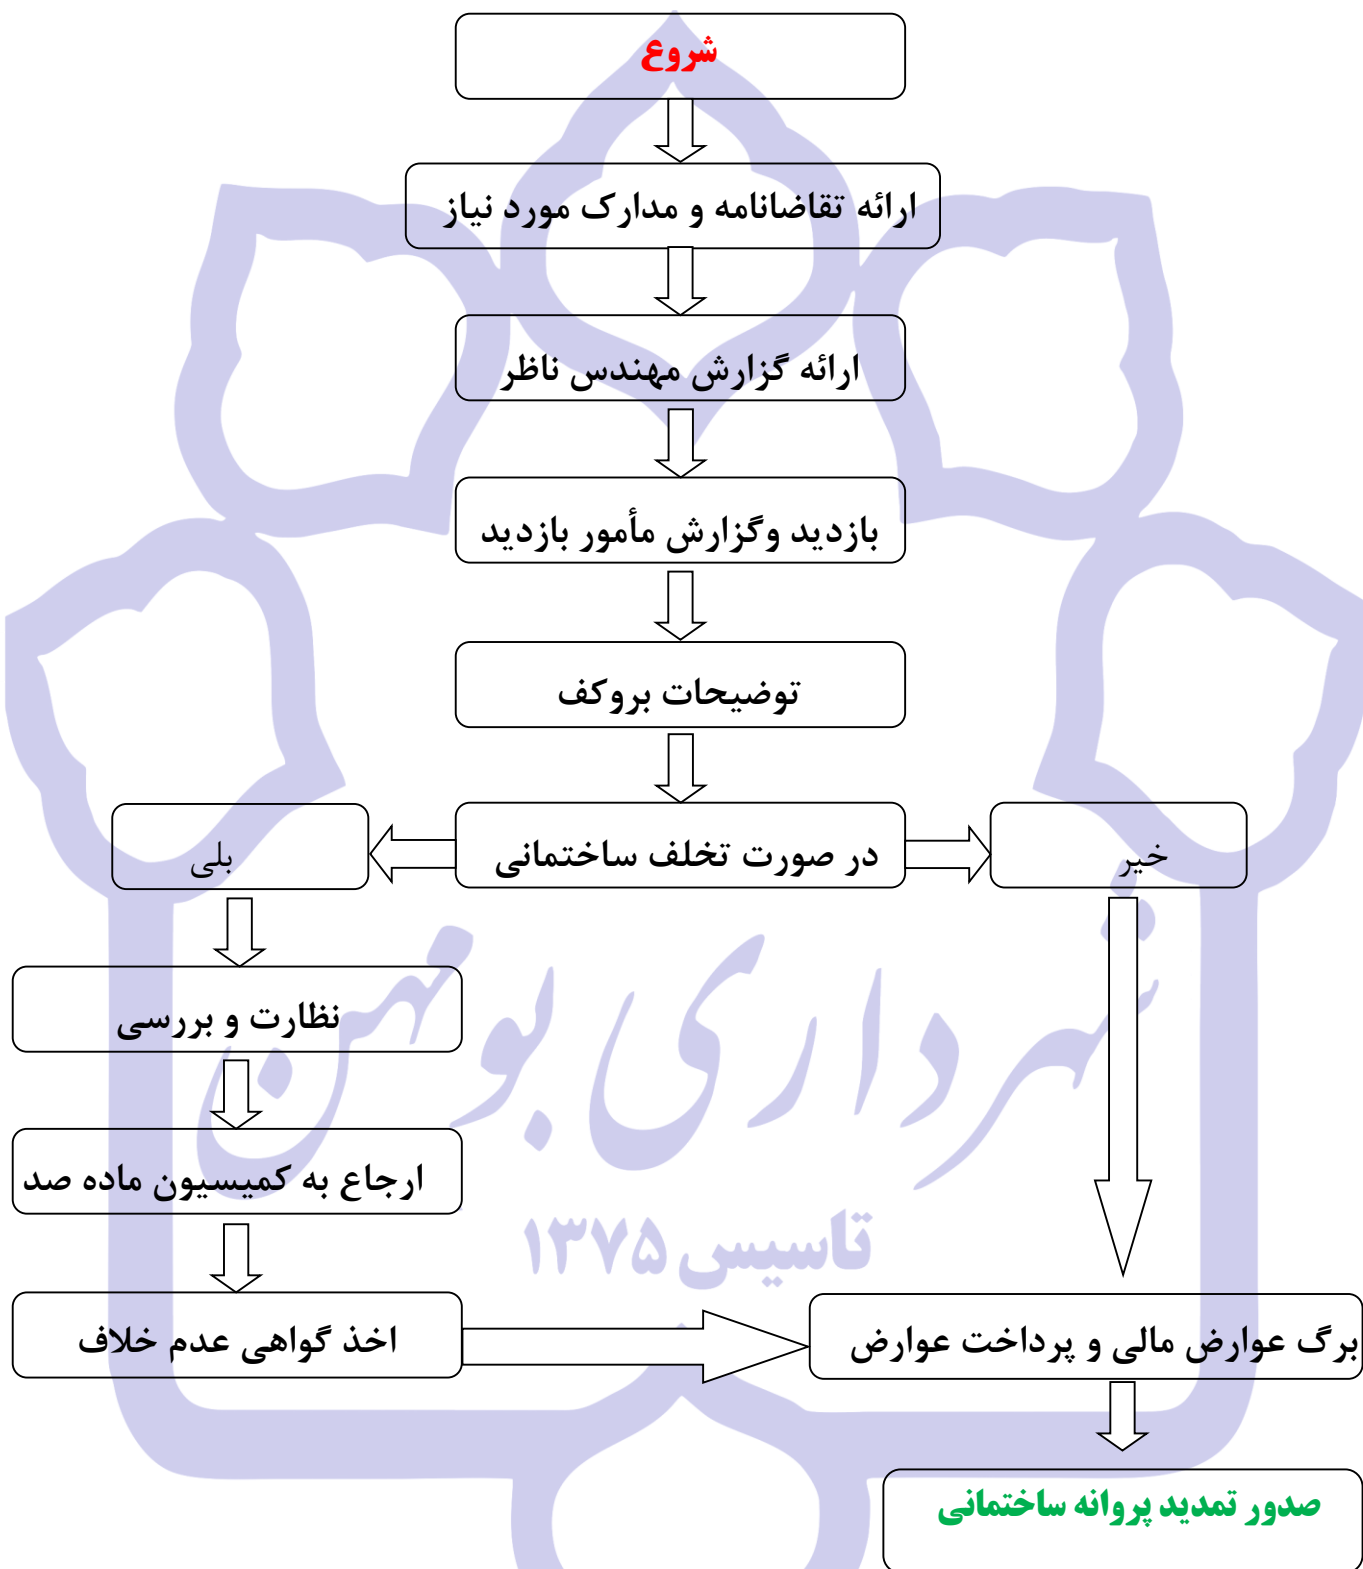 شروع
ارائه تقاضانامه و مدارک مورد نیاز
ارائه گزارش مهندس ناظر
بازدید وگزارش مأمور بازدید
توضیحات بروکف
در صورت تخلف ساختمانی
خیر
بلی
نظارت و بررسی
ارجاع به کمیسیون ماده صد
اخذ گواهی عدم خلاف
برگ عوارض مالی و پرداخت عوارض
صدور تمدید پروانه ساختمانی
شهرداری بومهن
تاسیس ۱۳۷۵